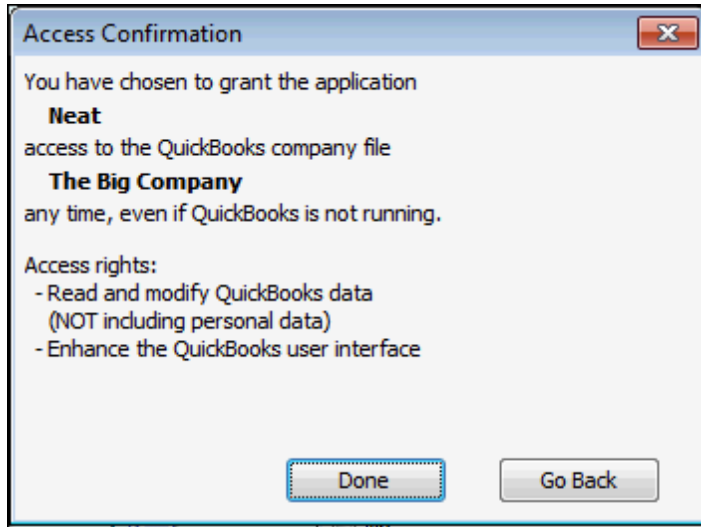 Access Confirmation
You have chosen to grant the application
Neat
access to the QuickBooks company file
The Big Company
any time, even if QuickBooks is not running.
Access rights:
- Read and modify QuickBooks data
(NOT including personal data)
- Enhance the QuickBooks user interface
Done Go Back